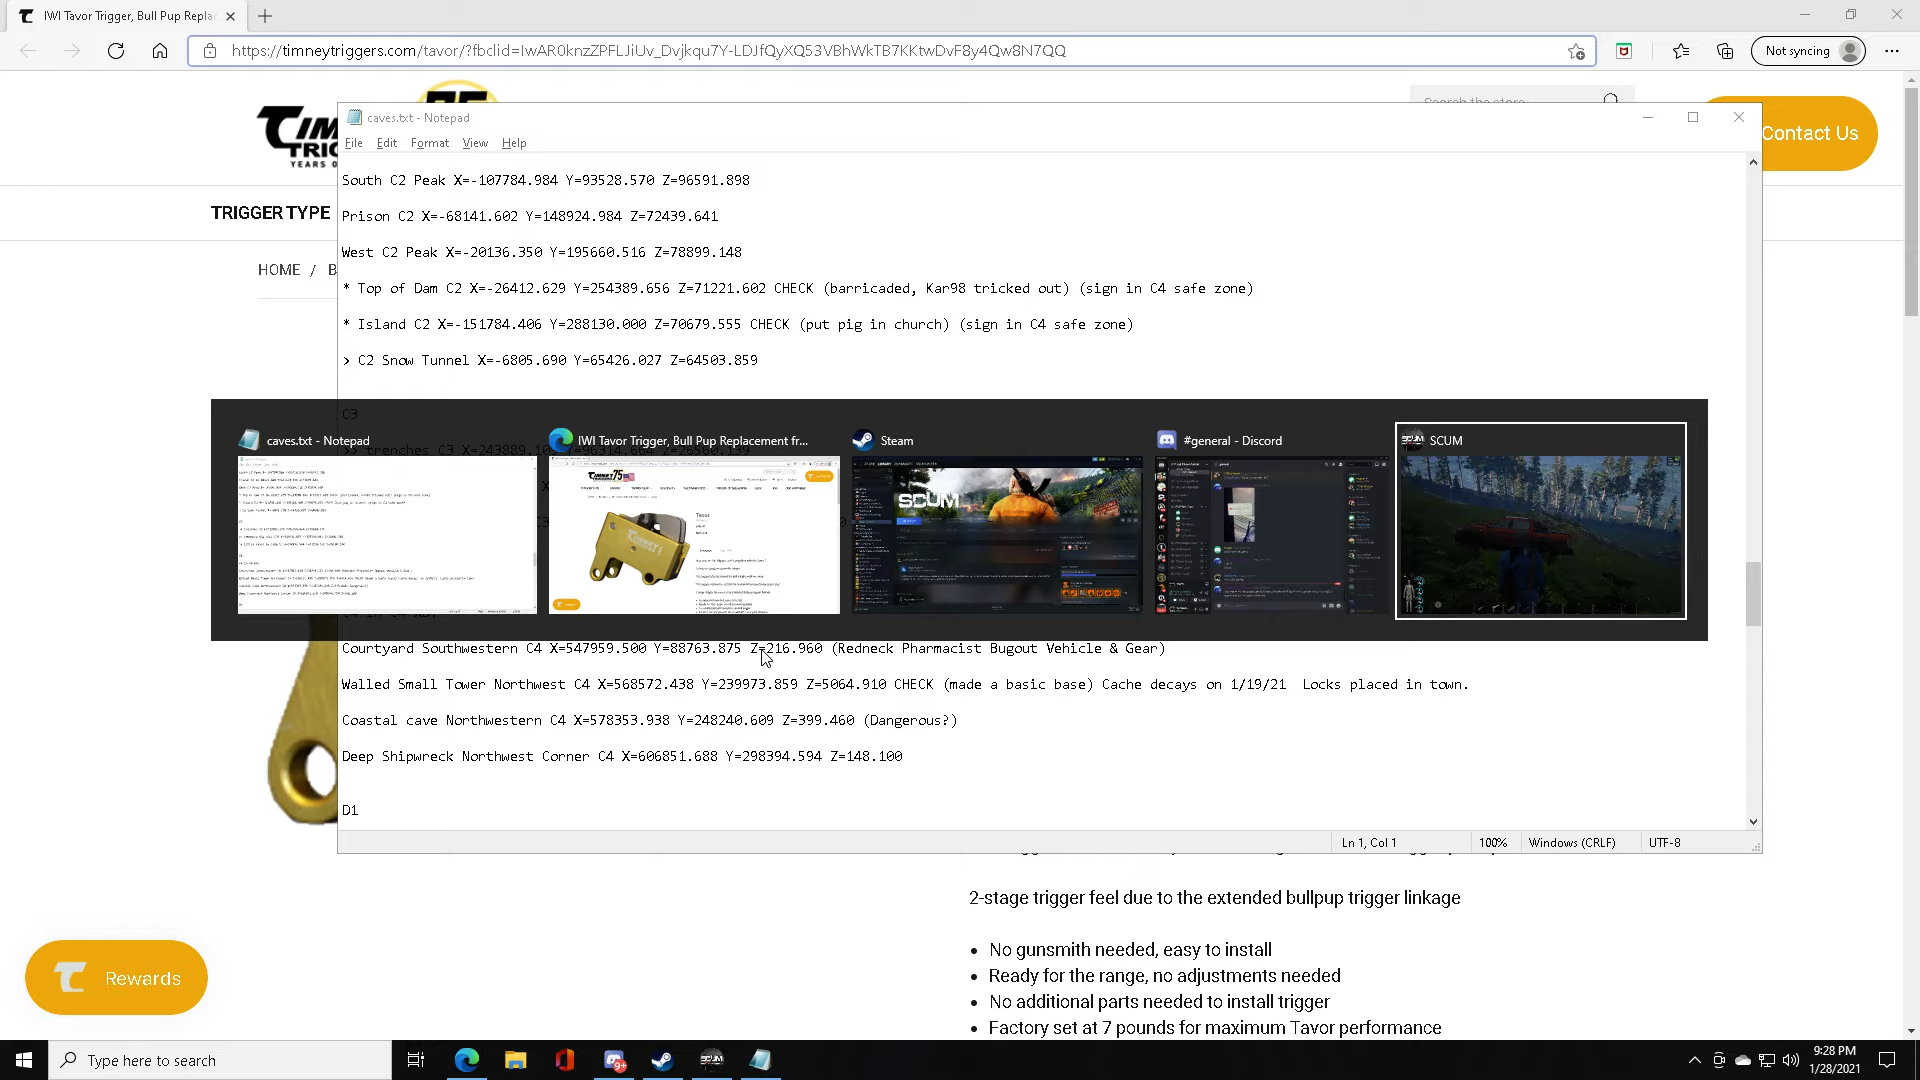 IWI Tavor Trigger, Bull Pup Repla
https://timneytriggers.com/tavor/?fbclid=IwAR0knzZPFLJiUv_Dvjkqu7Y-LDJfQyXQ53VBhWkTB7KKtwDvF8y4Qw8N7QQ
Not syncing
Search the store
Contact Us
TRIGGER TYPE
HOME / B
caves.txt - Notepad
File Edit Format View Help
South C2 Peak X=-107784.984 Y=93528.570 Z=96591.898
Prison C2 X=-68141.602 Y=148924.984 Z=72439.641
West C2 Peak X=-20136.350 Y=195660.516 Z=78899.148
* Top of Dam C2 X=-26412.629 Y=254389.656 Z=71221.602 CHECK (barricaded, Kar98 tricked out) (sign in C4 safe zone)
* Island C2 X=-151784.406 Y=288130.000 Z=70679.555 CHECK (put pig in church) (sign in C4 safe zone)
> C2 Snow Tunnel X=-6805.690 Y=65426.027 Z=64503.859
C3
caves.txt - Notepad
IWI Tavor Trigger, Bull Pup Replacement fr...
Steam
#general - Discord
SCUM
SCUM
Courtyard Southwestern C4 X=547959.500 Y=88763.875 Z=216.960 (Redneck Pharmacist Bugout Vehicle & Gear)
Walled Small Tower Northwest C4 X=568572.438 Y=239973.859 Z=5064.910 CHECK (made a basic base) Cache decays on 1/19/21  Locks placed in town.
Coastal cave Northwestern C4 X=578353.938 Y=248240.609 Z=399.460 (Dangerous?)
Deep Shipwreck Northwest Corner C4 X=606851.688 Y=298394.594 Z=148.100
D1
Ln 1, Col 1
100%
Windows (CRLF)
UTF-8
2-stage trigger feel due to the extended bullpup trigger linkage
• No gunsmith needed, easy to install
• Ready for the range, no adjustments needed
• No additional parts needed to install trigger
• Factory set at 7 pounds for maximum Tavor performance
Rewards
Type here to search
9:28 PM
1/28/2021